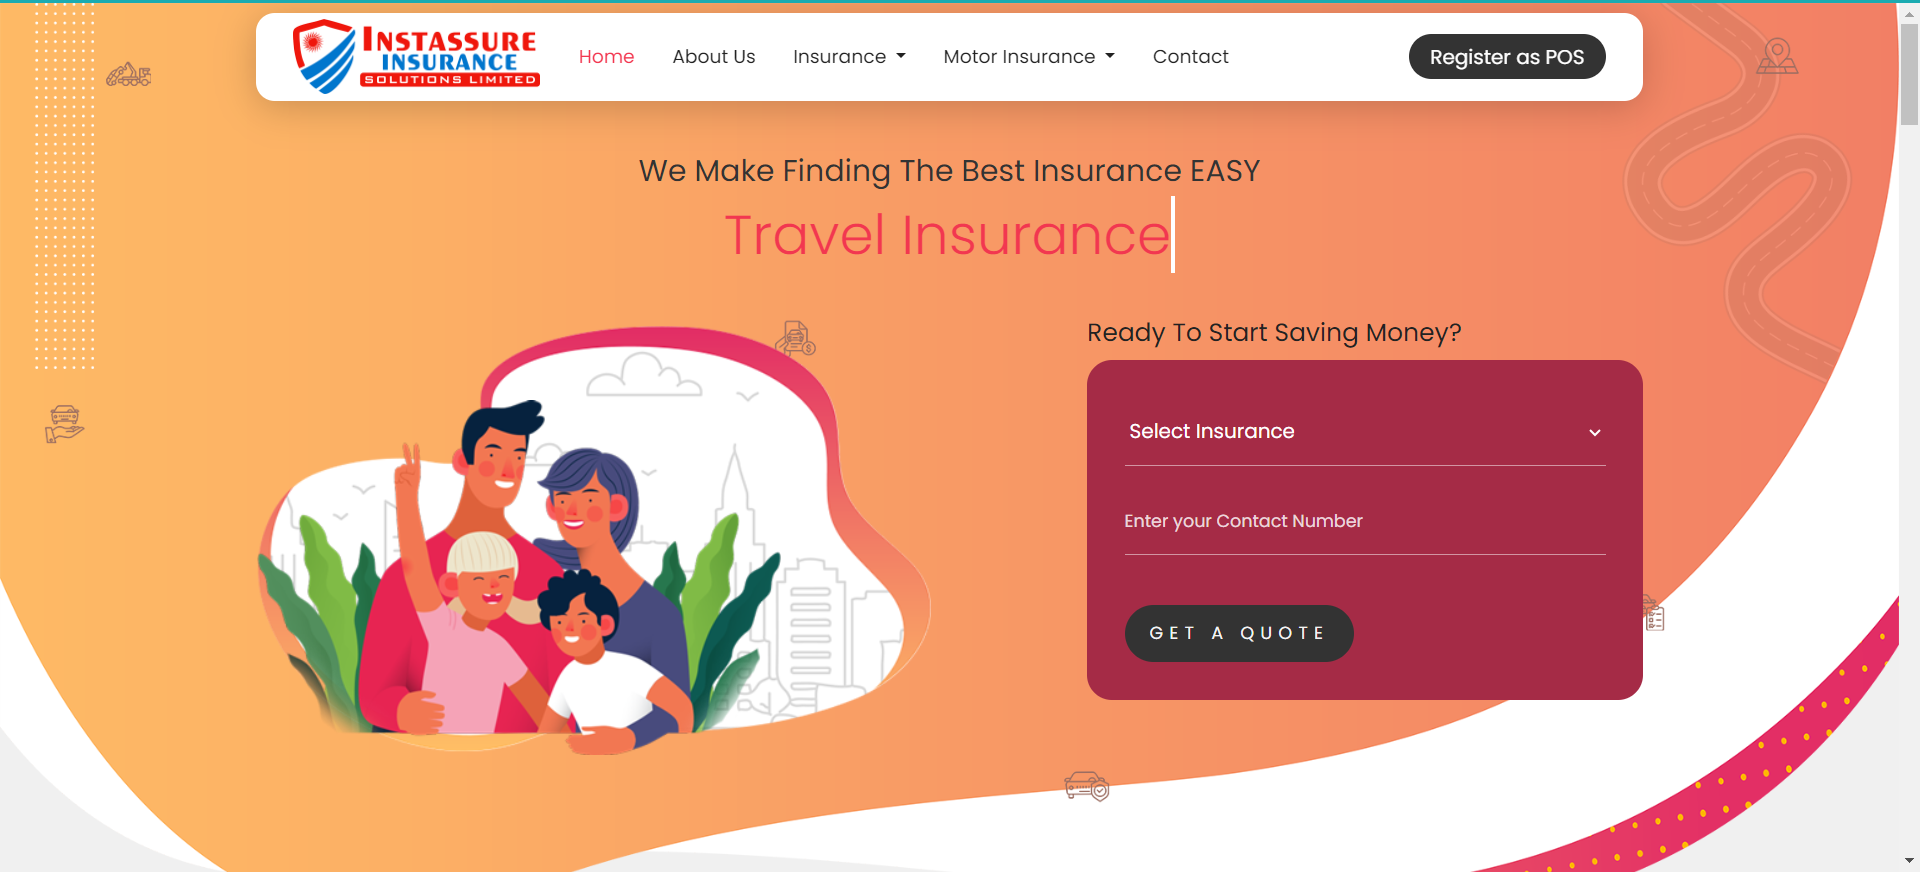 INSTASSURE
INSURANCE
SOLUTIONS LIMITED
Home
About Us
Insurance
Motor Insurance
Contact
Register as POS
We Make Finding The Best Insurance EASY
Travel Insurance
Ready To Start Saving Money?
Select Insurance
Enter your Contact Number
GET A QUOTE